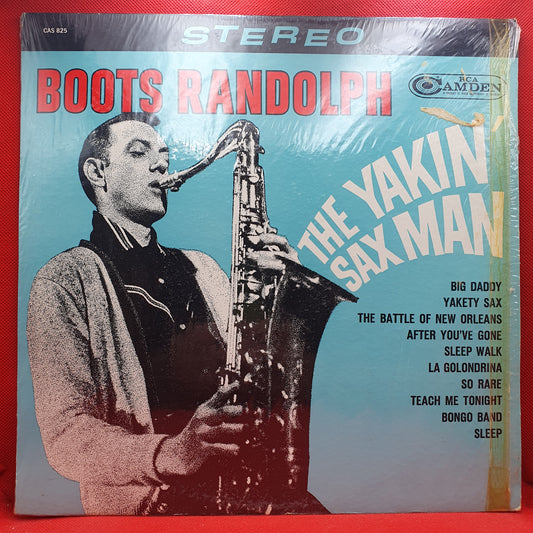 CAS 825
STEREO
BOOTS RANDOLPH
RCA
CAMDEN
THE YAKIN'
SAX MAN
BIG DADDY
YAKETY SAX
THE BATTLE OF NEW ORLEANS
AFTER YOU'VE GONE
SLEEP WALK
LA GOLONDRINA
SO RARE
TEACH ME TONIGHT
BONGO BAND
SLEEP